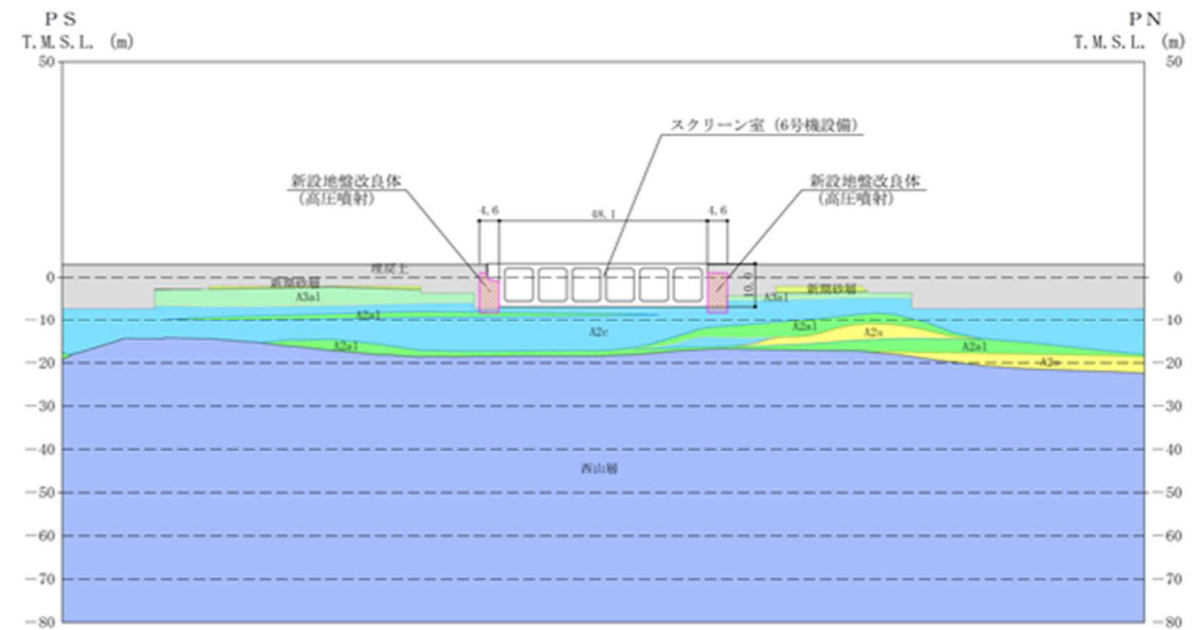 PS
PN
T.M.S.L. (m)
T.M.S.L. (m)
50
50
スクリーン室(6号機設備)
新設地盤改良体
(高圧噴射)
新設地盤改良体
(高圧噴射)
4.6
48.1
4.6
10.0
埋戻土
0
0
新期砂層
新期砂層
A3a1
A3a1
A2a1
-10
-10
A2c
A2a1
A2s
A2a1
A2a1
-20
A2s
-20
-30
-30
-40
-40
西山層
-50
-50
-60
-60
-70
-70
-80
-80